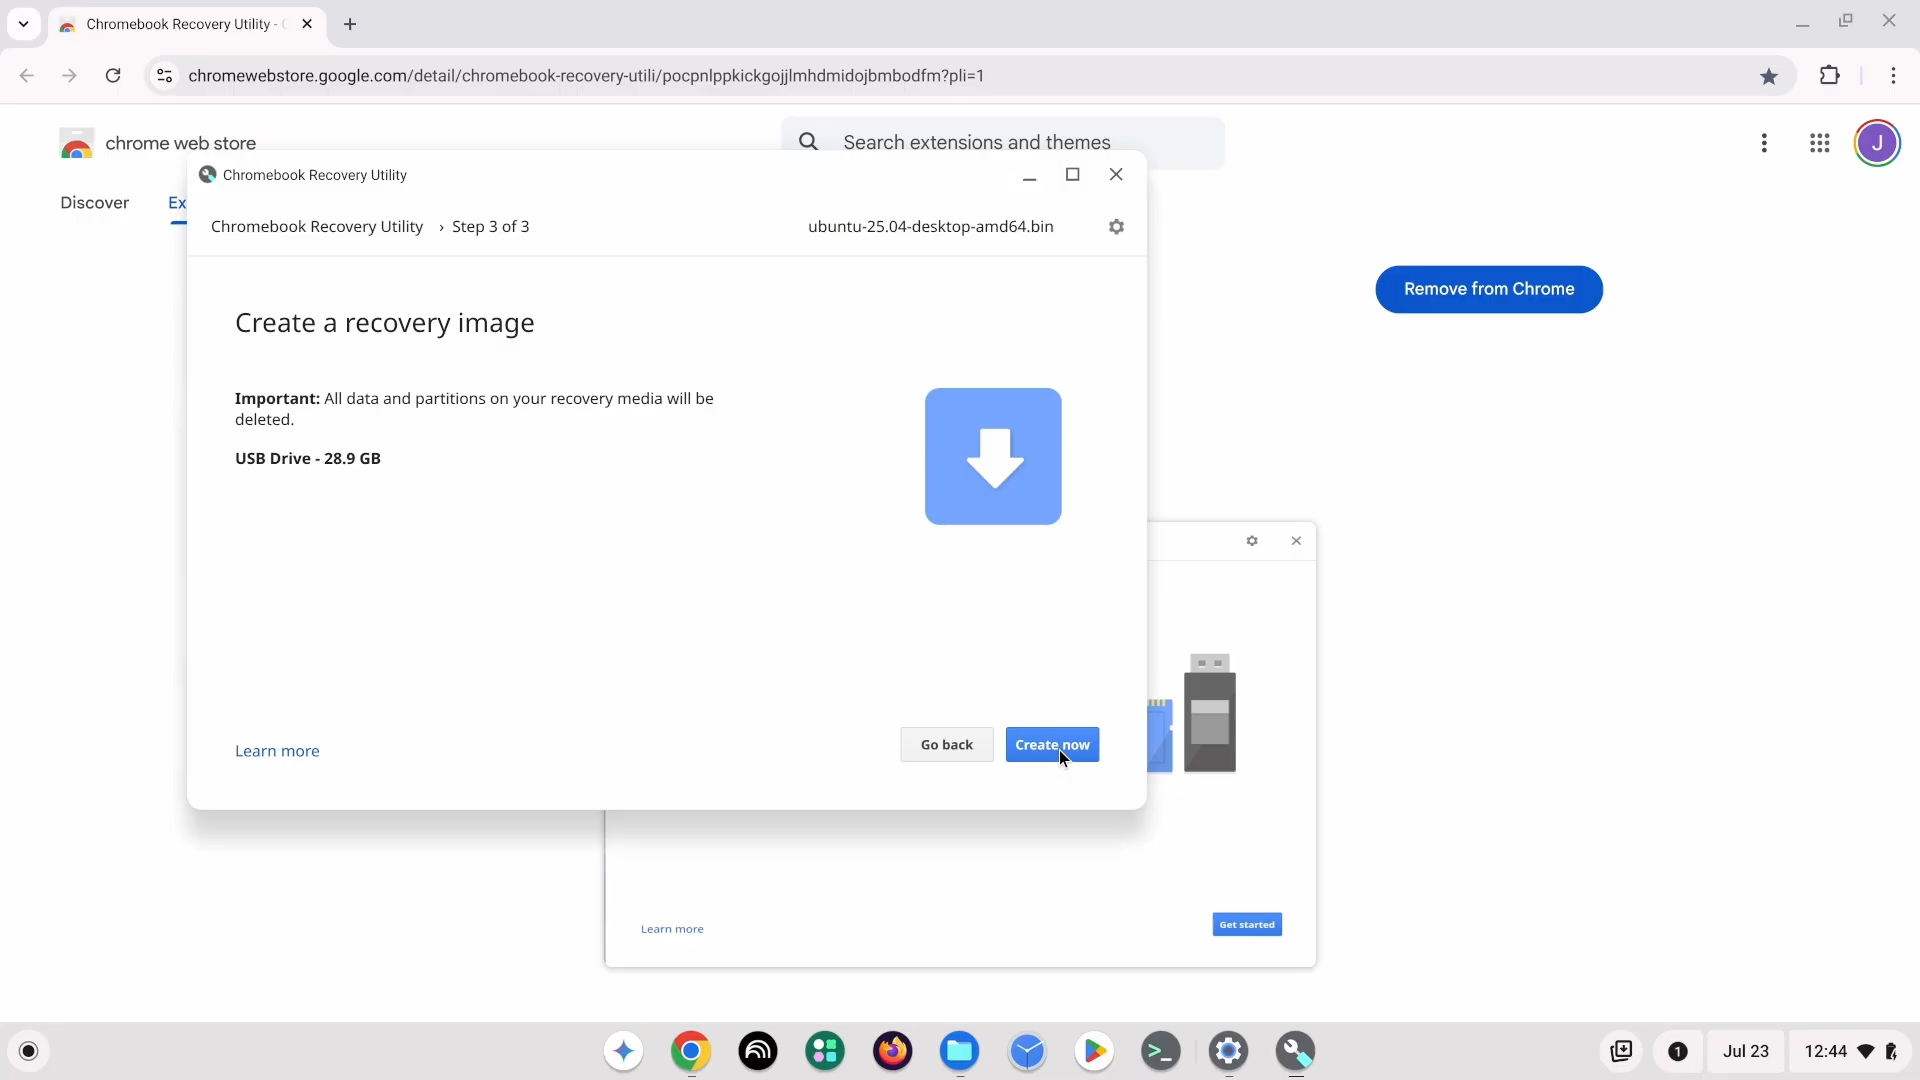 Chromebook Recovery Utility -
chromewebstore.google.com/detail/chromebook-recovery-utili/pocpnlppkickgojjlmhdmidojbmbodfm?pli=1
chrome web store
Search extensions and themes
J
Discover
Ex
Remove from Chrome
Chromebook Recovery Utility
Chromebook Recovery Utility › Step 3 of 3
ubuntu-25.04-desktop-amd64.bin
Create a recovery image
Important: All data and partitions on your recovery media will be
deleted.
USB Drive - 28.9 GB
Learn more
Go back
Create now
Learn more
Get started
>_
1
Jul 23
12:44